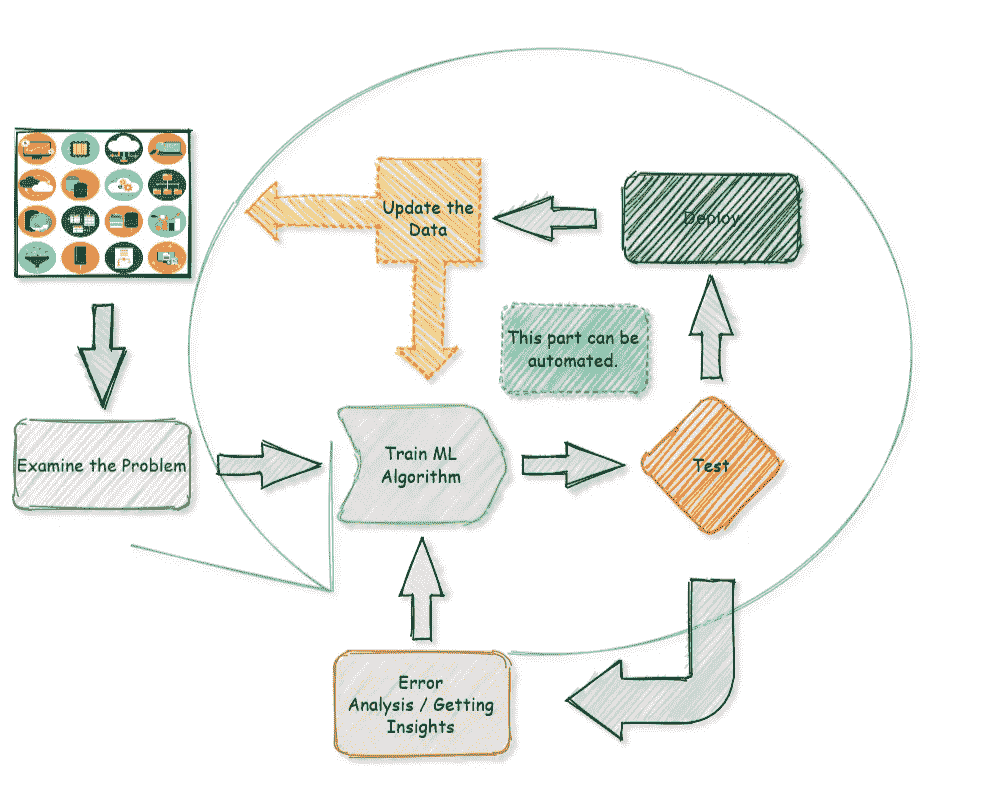 Update the
Data
Deploy
This part can be
automated.
Examine the Problem
Train ML
Algorithm
Test
Error
Analysis / Getting
Insights